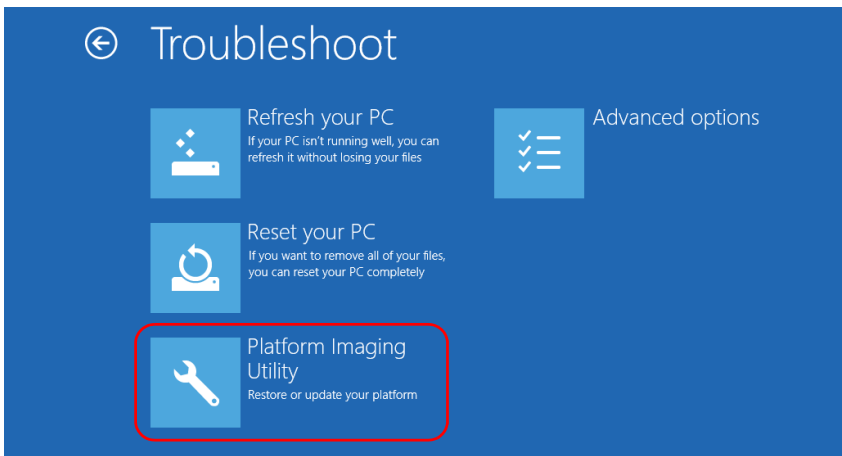 Troubleshoot
Refresh your PC
If your PC isn't running well, you can
refresh it without losing your files
Advanced options
Reset your PC
If you want to remove all of your files,
you can reset your PC completely
Platform Imaging
Utility
Restore or update your platform